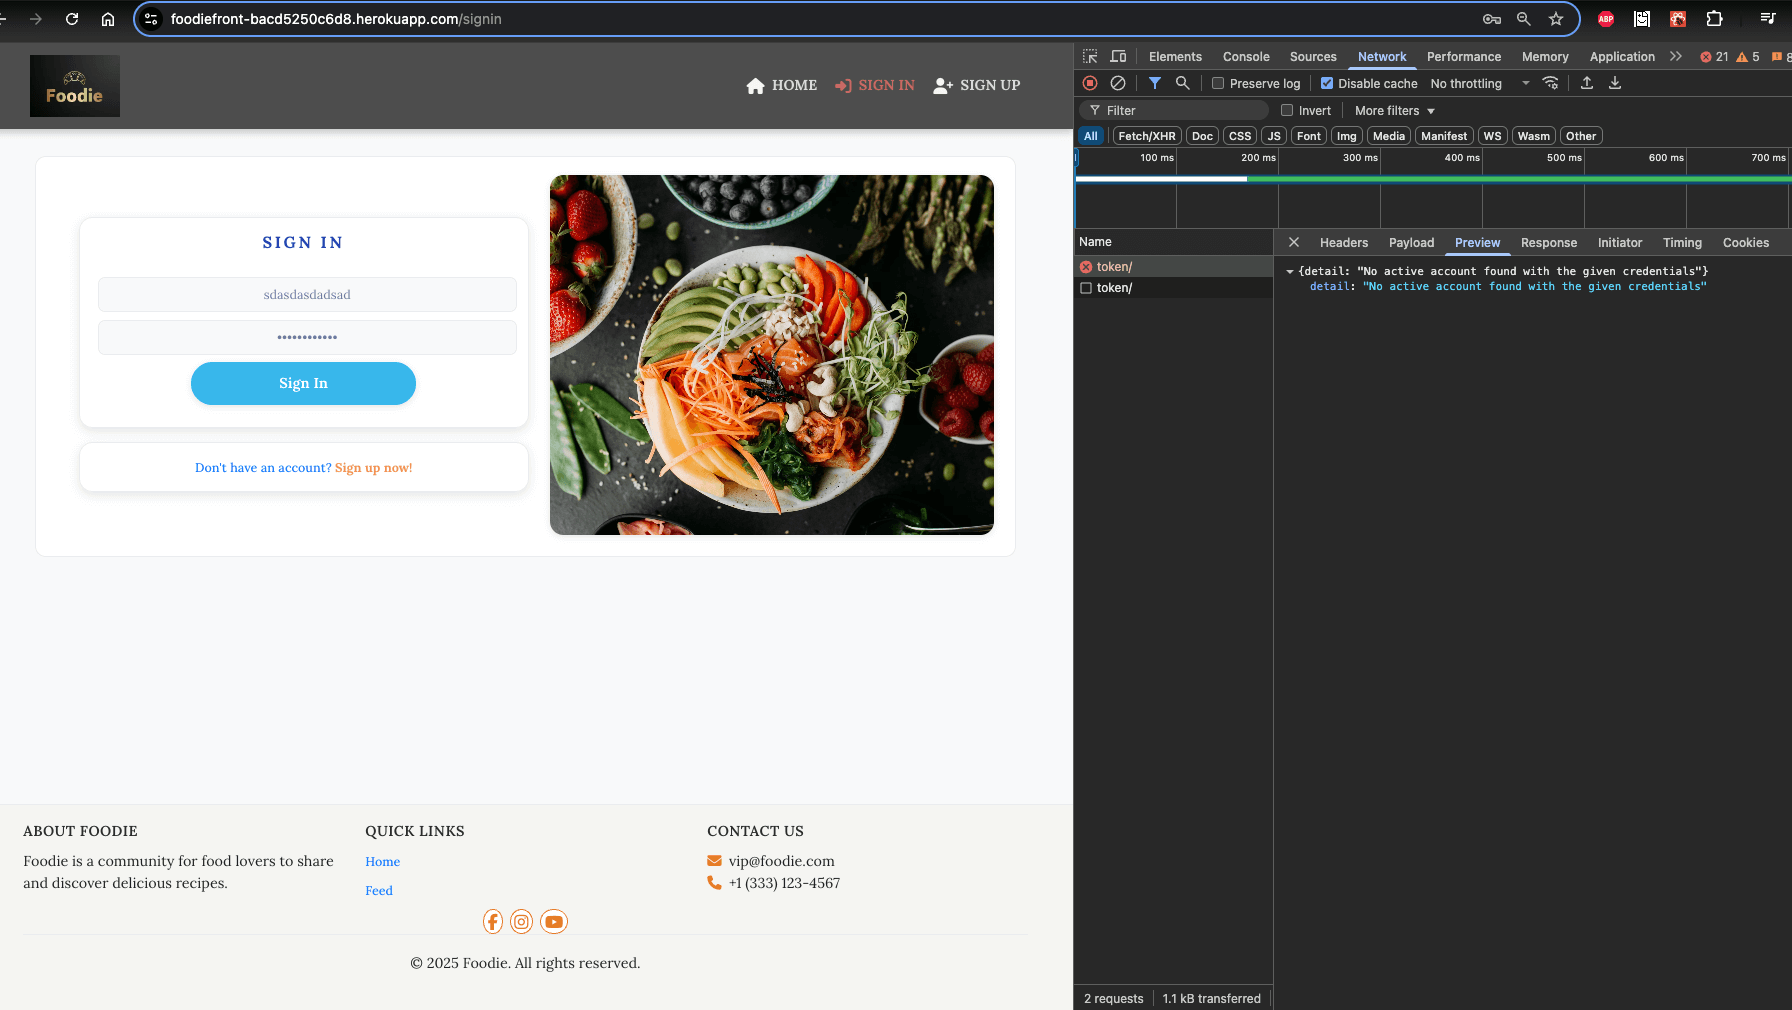 foodiefront-bacd5250c6d8.herokuapp.com/signin
ABP
Foodie
HOME
SIGN IN
SIGN UP
SIGN IN
sdasdasdadsad
••••••••••••
Sign In
Don't have an account? Sign up now!
ABOUT FOODIE
Foodie is a community for food lovers to share
and discover delicious recipes.
QUICK LINKS
Home
Feed
CONTACT US
vip@foodie.com
+1 (333) 123-4567
© 2025 Foodie. All rights reserved.
Elements Console Sources Network Performance Memory Application 21 5 8
Preserve log Disable cache No throttling
Filter Invert More filters
All Fetch/XHR Doc CSS JS Font Img Media Manifest WS Wasm Other
100 ms 200 ms 300 ms 400 ms 500 ms 600 ms 700 ms
Name
token/
token/
Headers Payload Preview Response Initiator Timing Cookies
{detail: "No active account found with the given credentials"}
detail: "No active account found with the given credentials"
2 requests 1.1 kB transferred